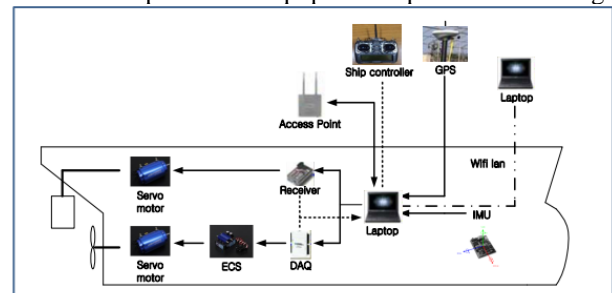 Ship controller
GPS
Laptop
Access Point
Wifi lan
Receiver
Servo
motor
Laptop
IMU
Servo
motor
ECS
DAQ